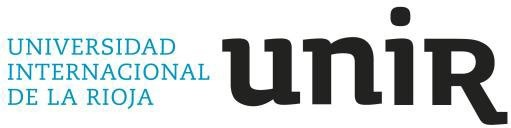 UNIVERSIDAD
INTERNACIONAL
DE LA RIOJA
uniR